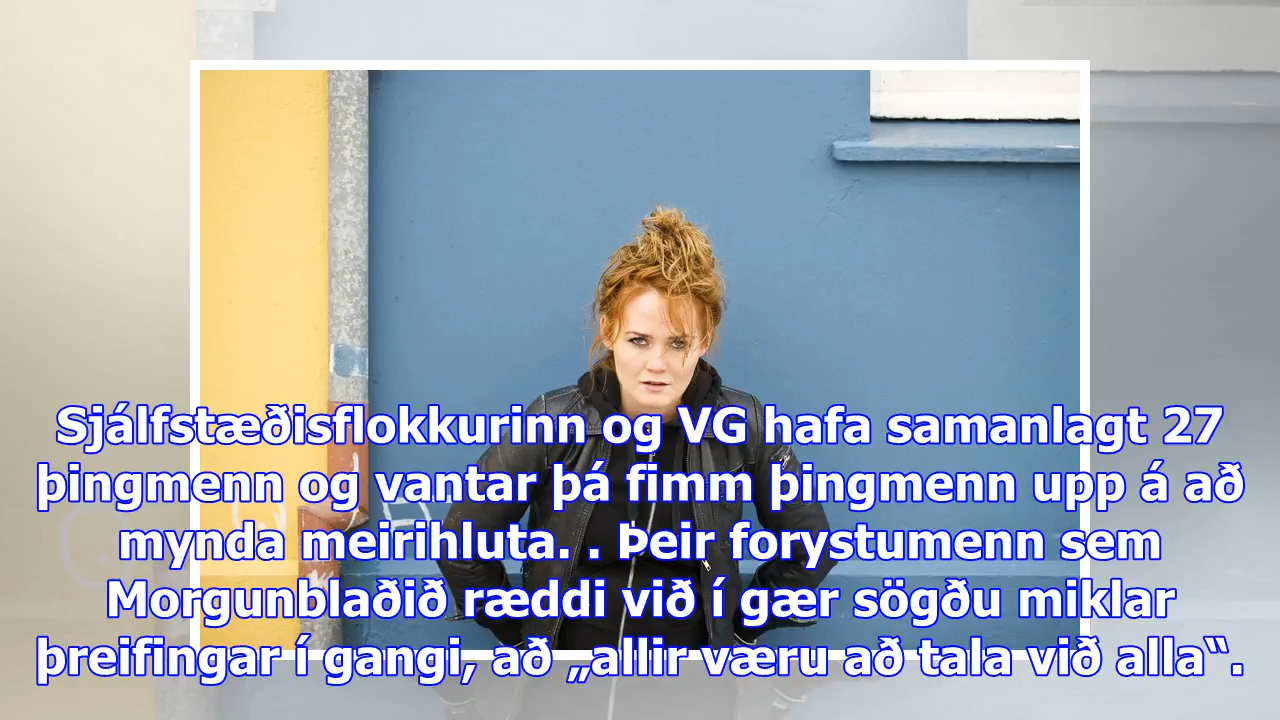 Sjálfstæðisflokkurinn og VG hafa samanlagt 27
þingmenn og vantar þá fimm þingmenn upp á að
mynda meirihluta. . Þeir forystumenn sem
Morgunblaðið ræddi við í gær sögðu miklar
þreifingar í gangi, að „allir væru að tala við alla“.